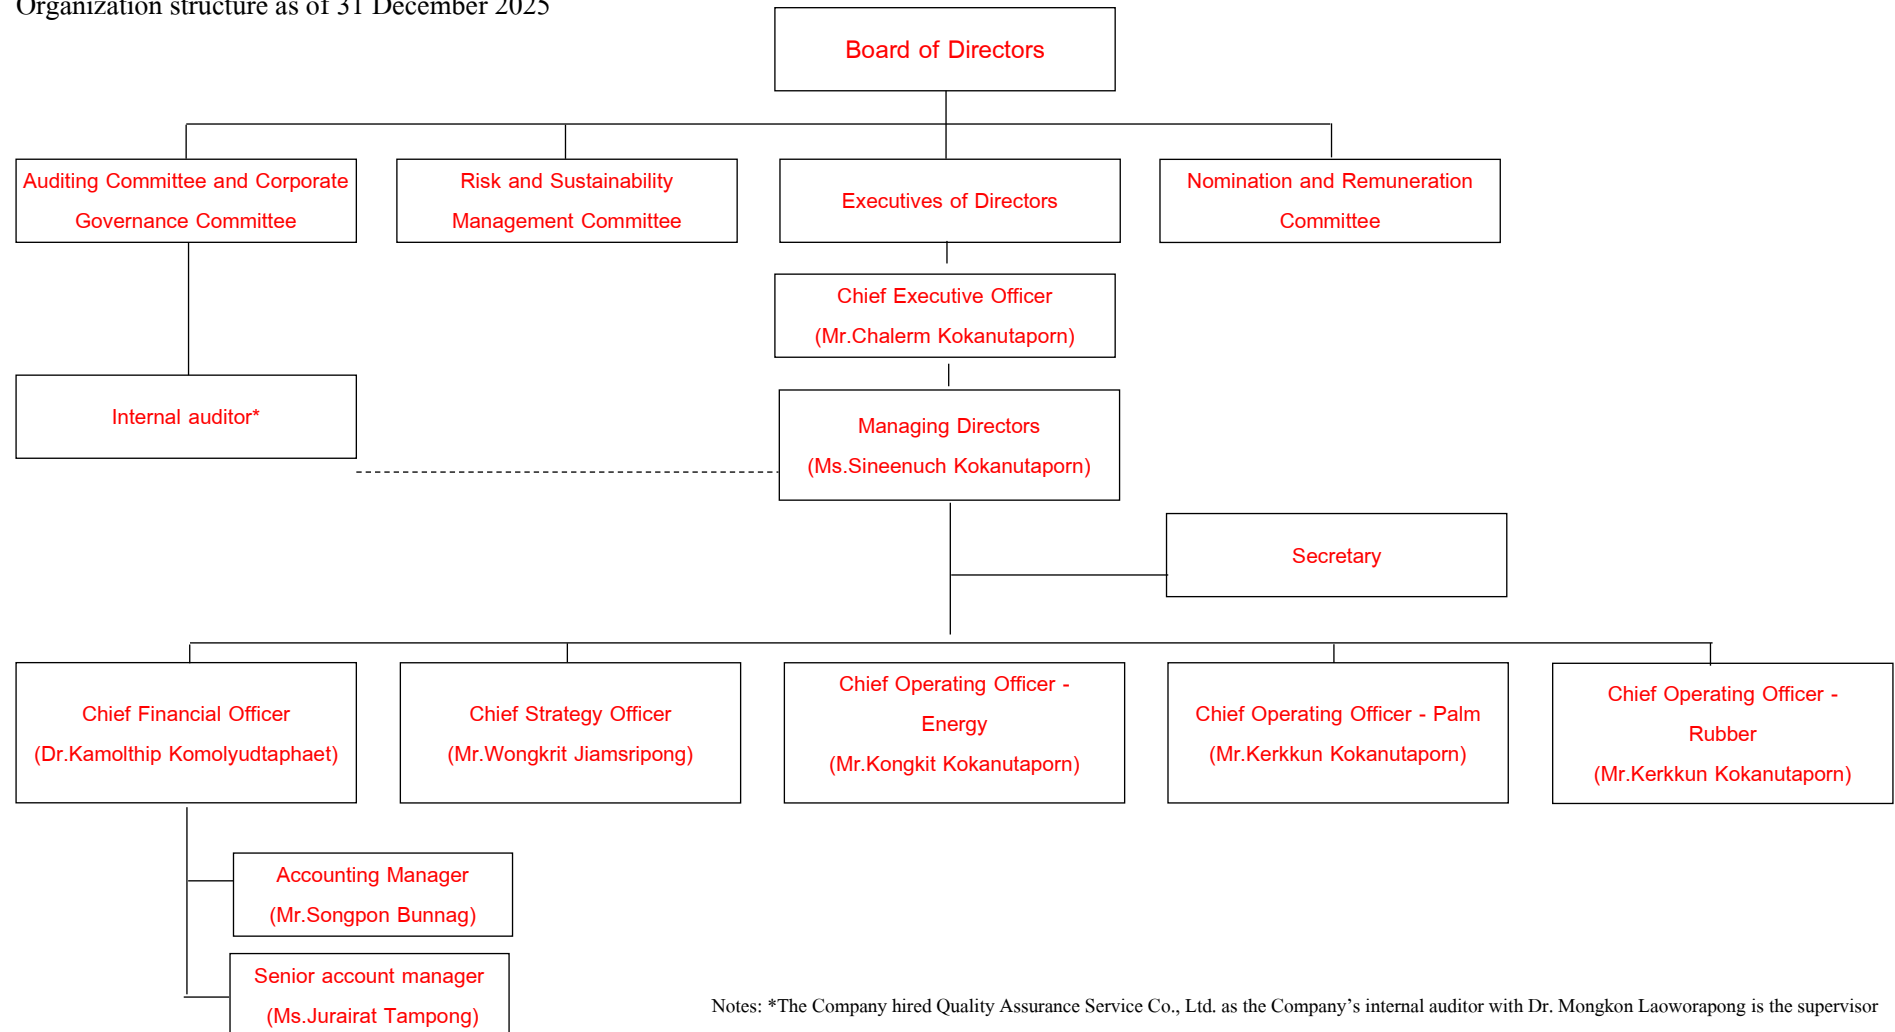 Organization structure as of 31 December 2025
Board of Directors
Auditing Committee and Corporate
Governance Committee
Risk and Sustainability
Management Committee
Executives of Directors
Nomination and Remuneration
Committee
Chief Executive Officer
(Mr.Chalerm Kokanutaporn)
Internal auditor*
Managing Directors
(Ms.Sineenuch Kokanutaporn)
Secretary
Chief Financial Officer
(Dr.Kamolthip Komolyudtaphaet)
Chief Strategy Officer
(Mr.Wongkrit Jiamsripong)
Chief Operating Officer -
Energy
(Mr.Kongkit Kokanutaporn)
Chief Operating Officer - Palm
(Mr.Kerkkun Kokanutaporn)
Chief Operating Officer -
Rubber
(Mr.Kerkkun Kokanutaporn)
Accounting Manager
(Mr.Songpon Bunnag)
Senior account manager
(Ms.Jurairat Tampong)
Notes: *The Company hired Quality Assurance Service Co., Ltd. as the Company’s internal auditor with Dr. Mongkon Laoworapong is the supervisor